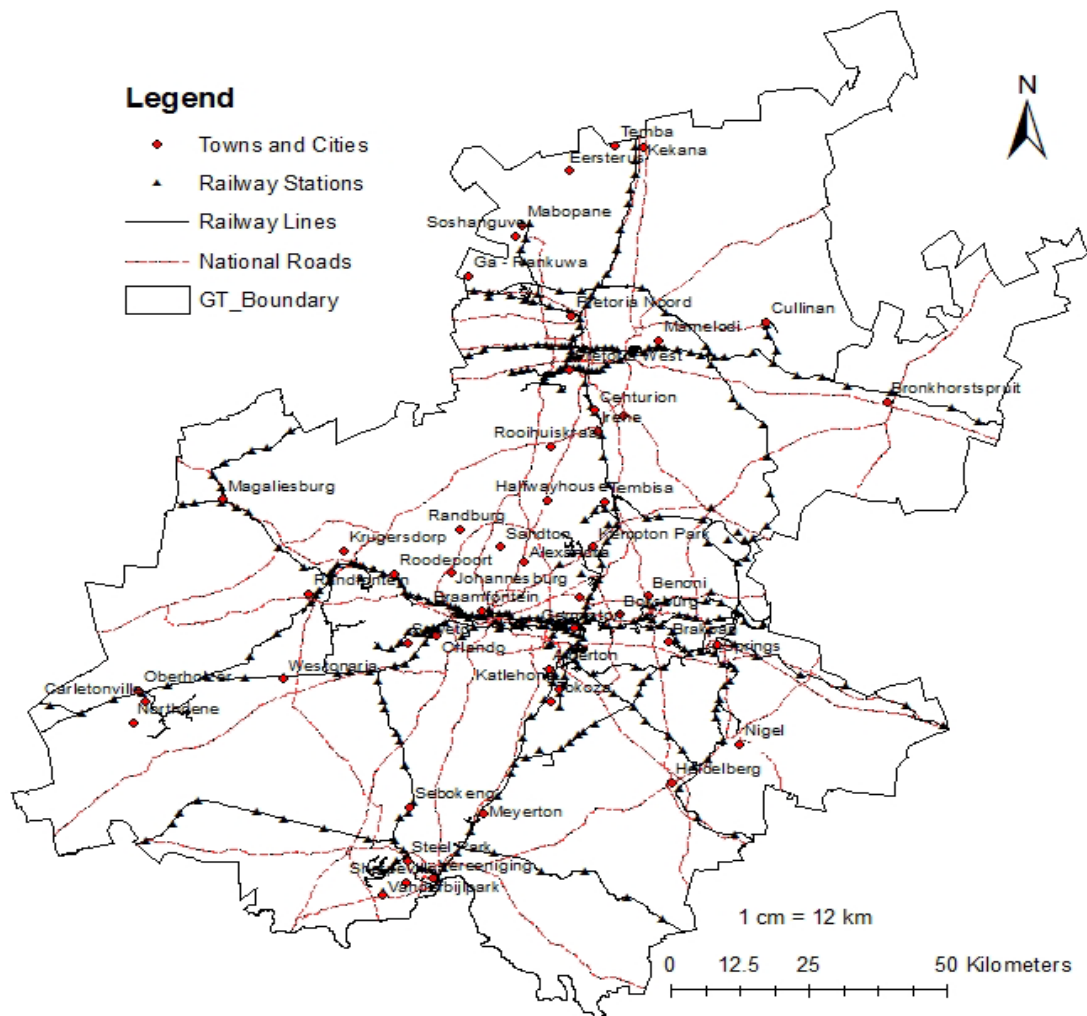 N
Legend
Towns and Cities
Railway Stations
Railway Lines
National Roads
GT_Boundary
Temba
Kekana
Eersterus
Mabopane
Soshanguve
Ga - Rankuwa
Pretoria Noord
Cullinan
Mamelodi
Pretoria West
Bronkhorstspruit
Centurion
Irene
Rooihuiskraal
Magaliesburg
Halfwayhouse
Tembisa
Randburg
Sandton
Kempton Park
Krugersdorp
Alexandra
Roodepoort
Johannesburg
Randfontein
Benoni
Braamfontein
Boksburg
Germiston
Soweto
Brakpan
Orlando
Springs
Alberton
Westonaria
Katlehong
Oberholzer
Tokoza
Carletonville
Northdene
Nigel
Heidelberg
Sebokeng
Meyerton
Steel Park
Sharpeville
Vereeniging
Vanderbijlpark
1 cm = 12 km
0 12.5 25 50 Kilometers